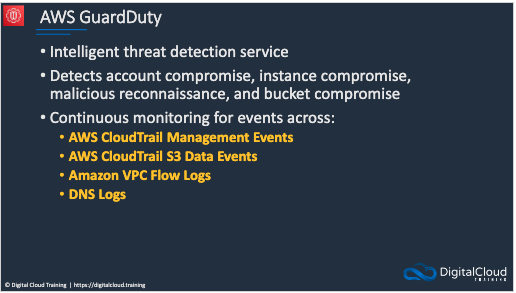 AWS GuardDuty
• Intelligent threat detection service
• Detects account compromise, instance compromise,
malicious reconnaissance, and bucket compromise
• Continuous monitoring for events across:
• AWS CloudTrail Management Events
• AWS CloudTrail S3 Data Events
• Amazon VPC Flow Logs
• DNS Logs
DigitalCloud
TRAINING
© Digital Cloud Training | https://digitalcloud.training